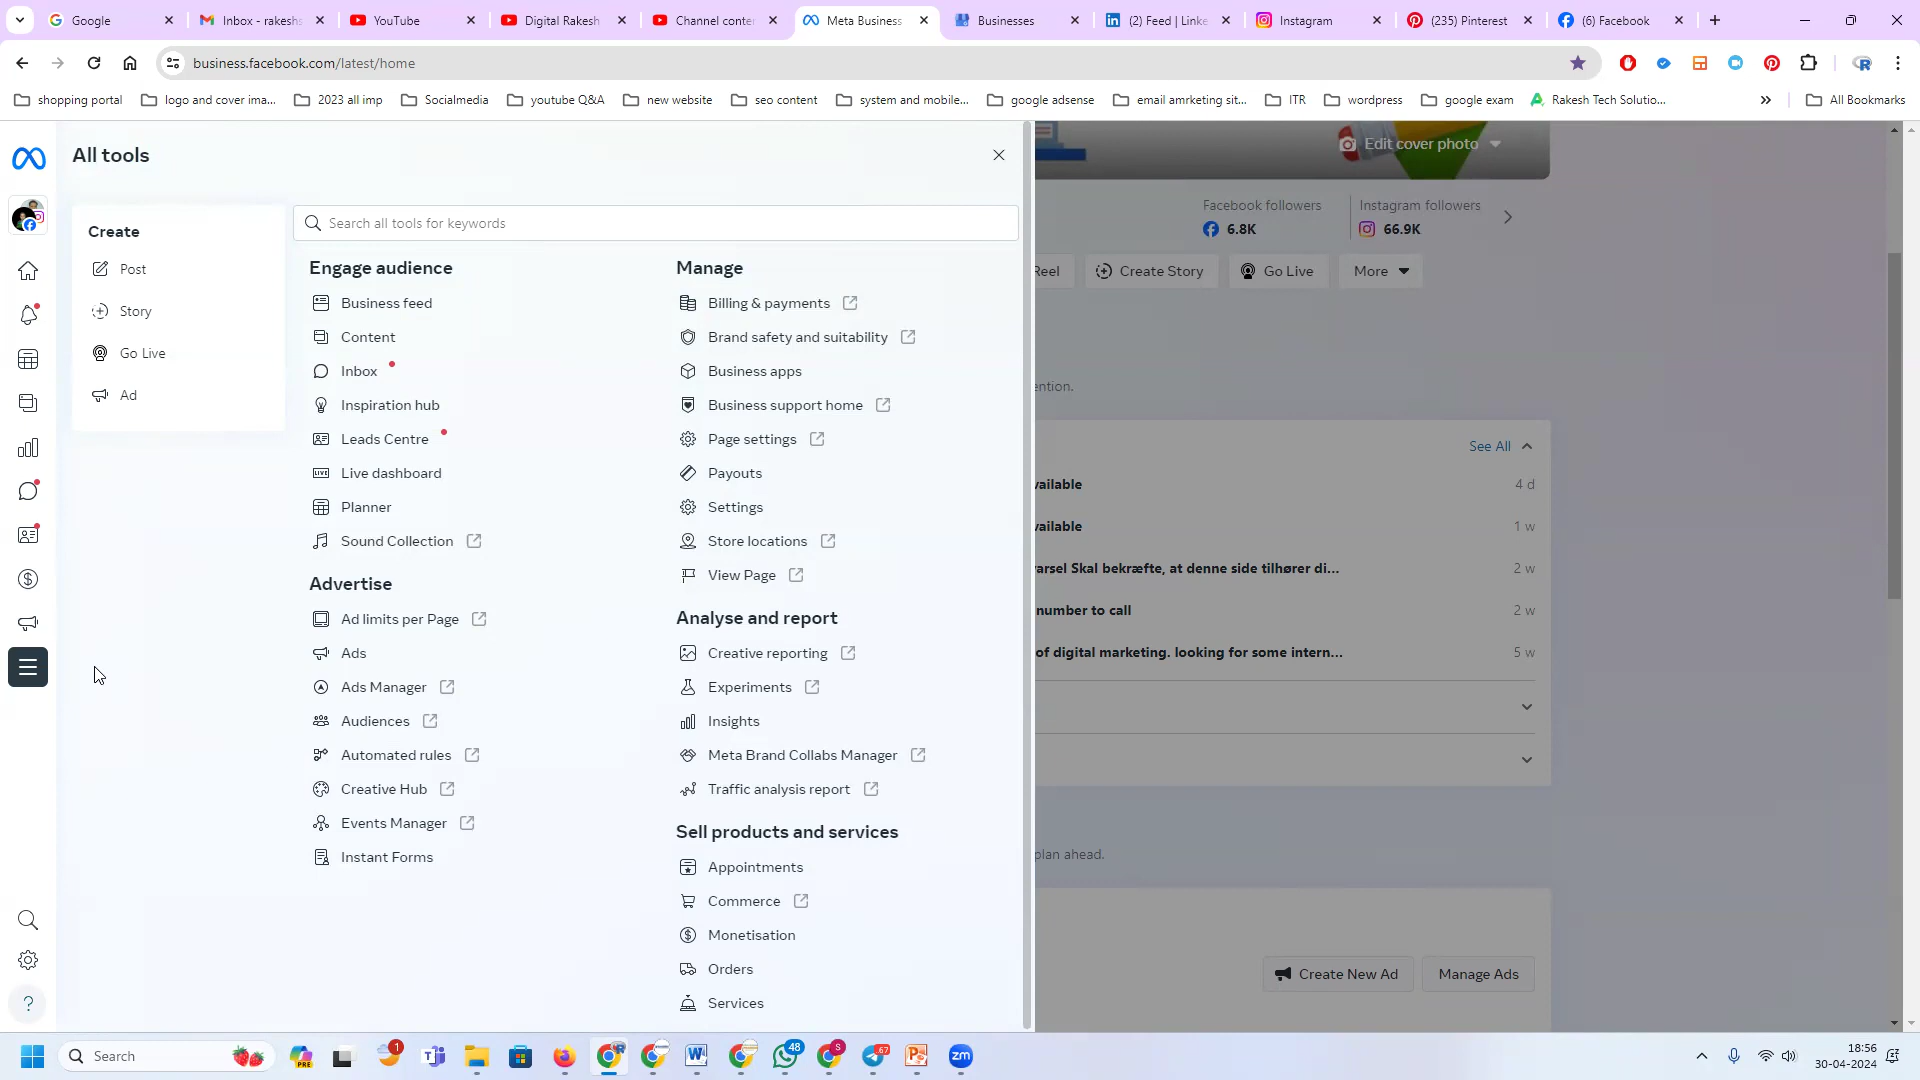 Google
Inbox - rakeshs
YouTube
Digital Rakesh
Channel conter
Meta Business
Businesses
(2) Feed | Linke
Instagram
(235) Pinterest
(6) Facebook
business.facebook.com/latest/home
shopping portal
logo and cover ima...
2023 all imp
Socialmedia
youtube Q&A
new website
seo content
system and mobile...
google adsense
email amrketing sit...
ITR
wordpress
google exam
Rakesh Tech Solutio...
All Bookmarks
All tools
Create
Post
Story
Go Live
Ad
Search all tools for keywords
Engage audience
Business feed
Content
Inbox
Inspiration hub
Leads Centre
Live dashboard
Planner
Sound Collection
Advertise
Ad limits per Page
Ads
Ads Manager
Audiences
Automated rules
Creative Hub
Events Manager
Instant Forms
Manage
Billing & payments
Brand safety and suitability
Business apps
Business support home
Page settings
Payouts
Settings
Store locations
View Page
Analyse and report
Creative reporting
Experiments
Insights
Meta Brand Collabs Manager
Traffic analysis report
Sell products and services
Appointments
Commerce
Monetisation
Orders
Services
Edit cover photo
Facebook followers
6.8K
Instagram followers
66.9K
Reel
Create Story
Go Live
More
ention.
See All
vailable
4 d
vailable
1 w
varsel Skal bekræfte, at denne side tilhører di...
2 w
number to call
2 w
of digital marketing. looking for some intern...
5 w
plan ahead.
Create New Ad
Manage Ads
Search
1
48
S
67
zm
18:56
30-04-2024